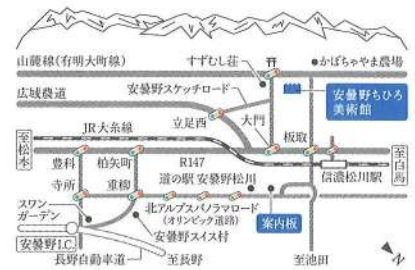 山麓線(有明大町線)
すずむし荘
かぼちゃやま農場
広域農道
安曇野スケッチロード
安曇野ちひろ
美術館
立足西
大門
板取
JR大糸線
至松本
至白馬
豊科
柏矢町
R147
信濃松川駅
寺所
重柳
道の駅 安曇野松川
スワン
ガーデン
北アルプスパノラマロード
(オリンピック道路)
案内板
安曇野I.C.
安曇野スイス村
長野自動車道
至長野
至池田
N